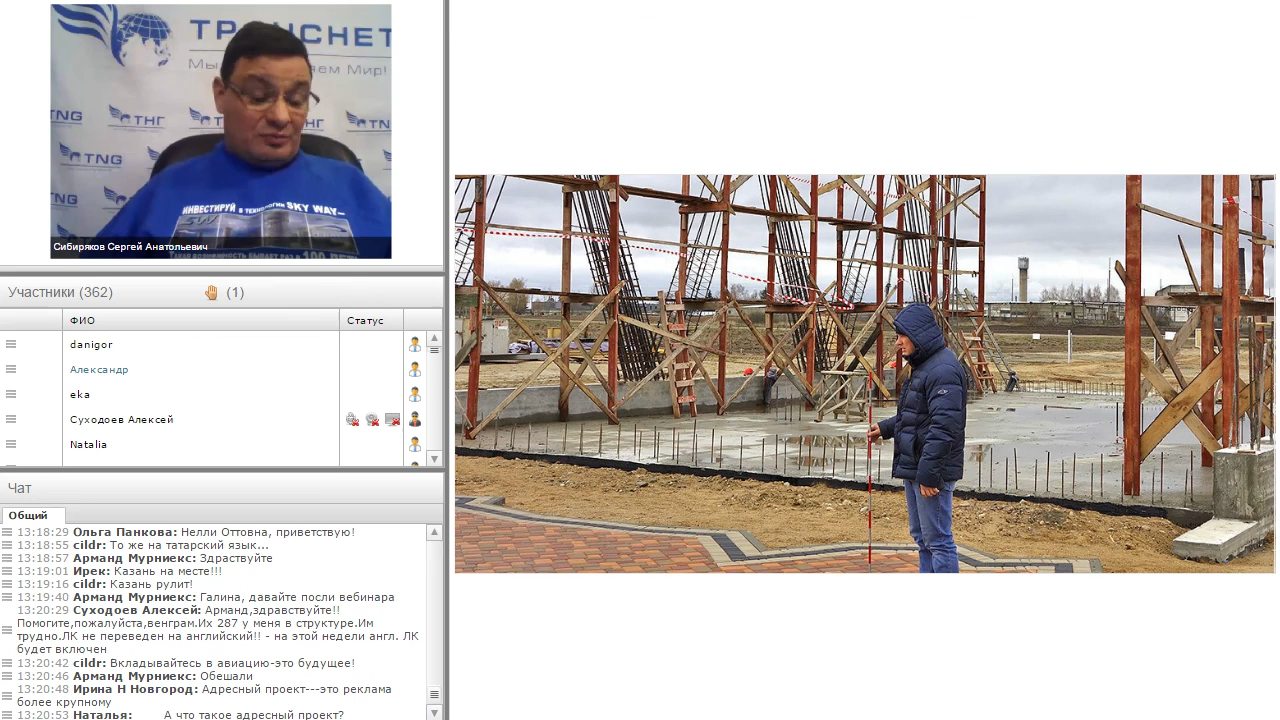 TNG
ТНГ
TNG
TNG
ИНВЕСТИРУЙ В ТЕХНОЛОГИИ SKY WAY—
SW
Сибиряков Сергей Анатольевич
Участники (362)
(1)
ФИО
Статус
danigor
Александр
eka
Суходоев Алексей
Natalia
Чат
Общий
13:18:29 Ольга Панкова: Нелли Оттовна, приветствую!
13:18:55 cildr: То же на татарский язык...
13:18:57 Арманд Мурниекс: Здраствуйте
13:19:01 Ирек: Казань на месте!!!
13:19:16 cildr: Казань рулит!
13:19:40 Арманд Мурниекс: Галина, давайте посли вебинара
13:20:29 Суходоев Алексей: Арманд,здравствуйте!!
Помогите,пожалуйста,венграм.Их 287 у меня в структуре.Им
трудно.ЛК не переведен на английский!! - на этой недели англ. ЛК
будет включен
13:20:42 cildr: Вкладывайтесь в авиацию-это будущее!
13:20:46 Арманд Мурниекс: Обешали
13:20:48 Ирина Н Новгород: Адресный проект---это реклама
более крупному
13:20:53 Наталья: А что такое адресный проект?